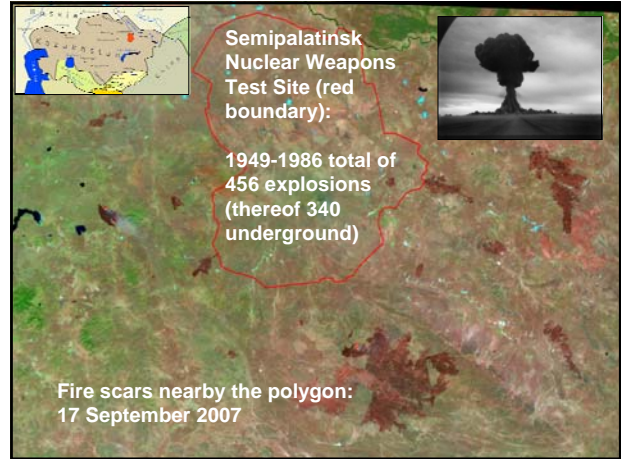 Semipalatinsk
Nuclear Weapons
Test Site (red
boundary):
1949-1986 total of
456 explosions
(thereof 340
underground)
Fire scars nearby the polygon:
17 September 2007